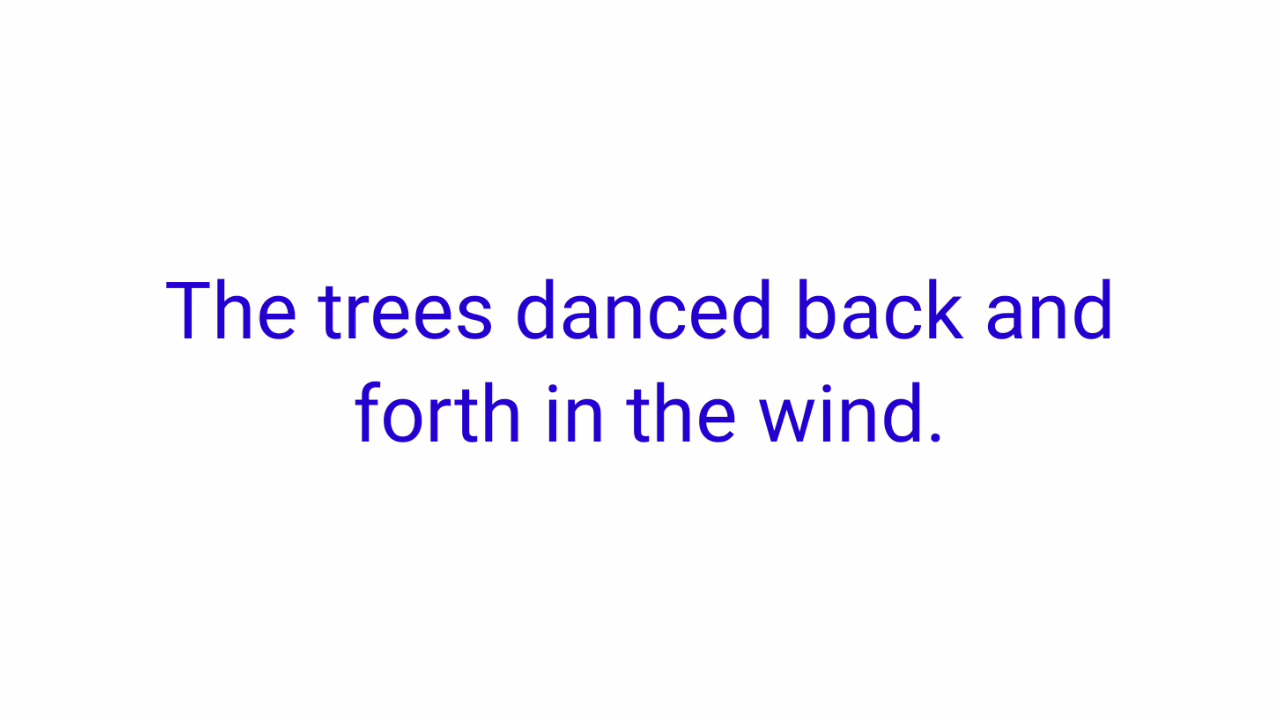 The trees danced back and
forth in the wind.